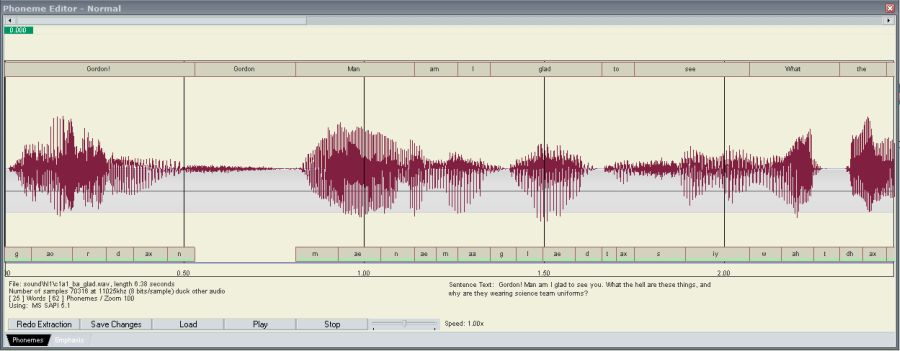 Phoneme Editor - Normal
0.000
Gordon! Gordon Man am I glad to see What the
g ao r d ax n m ae n ae m aa g l ae d t ax s iy w ah t dh ax
0.50 1.00 1.50 2.00
File: sound\hl1\c1a1_ba_glad.wav, length 6.38 seconds
Number of samples 70316 at 11025khz (8 bits/sample) duck other audio
[ 25 ] Words [ 62 ] Phonemes / Zoom 100
Using: MS SAPI 5.1
Sentence Text: Gordon! Man am I glad to see you. What the hell are these things, and
why are they wearing science team uniforms?
Redo Extraction Save Changes Load Play Stop Speed: 1.00x
Phonemes Emphasis